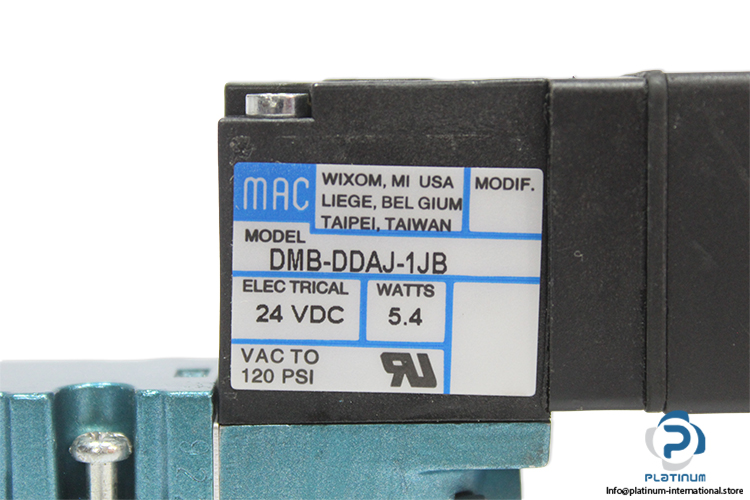 MAC
WIXOM, MI USA
LIEGE, BEL GIUM
TAIPEI, TAIWAN
MODIF.
MODEL
DMB-DDAJ-1JB
ELEC TRICAL
24 VDC
WATTS
5.4
VAC TO
120 PSI
RU
PLATINUM
Info@platinum-international.store